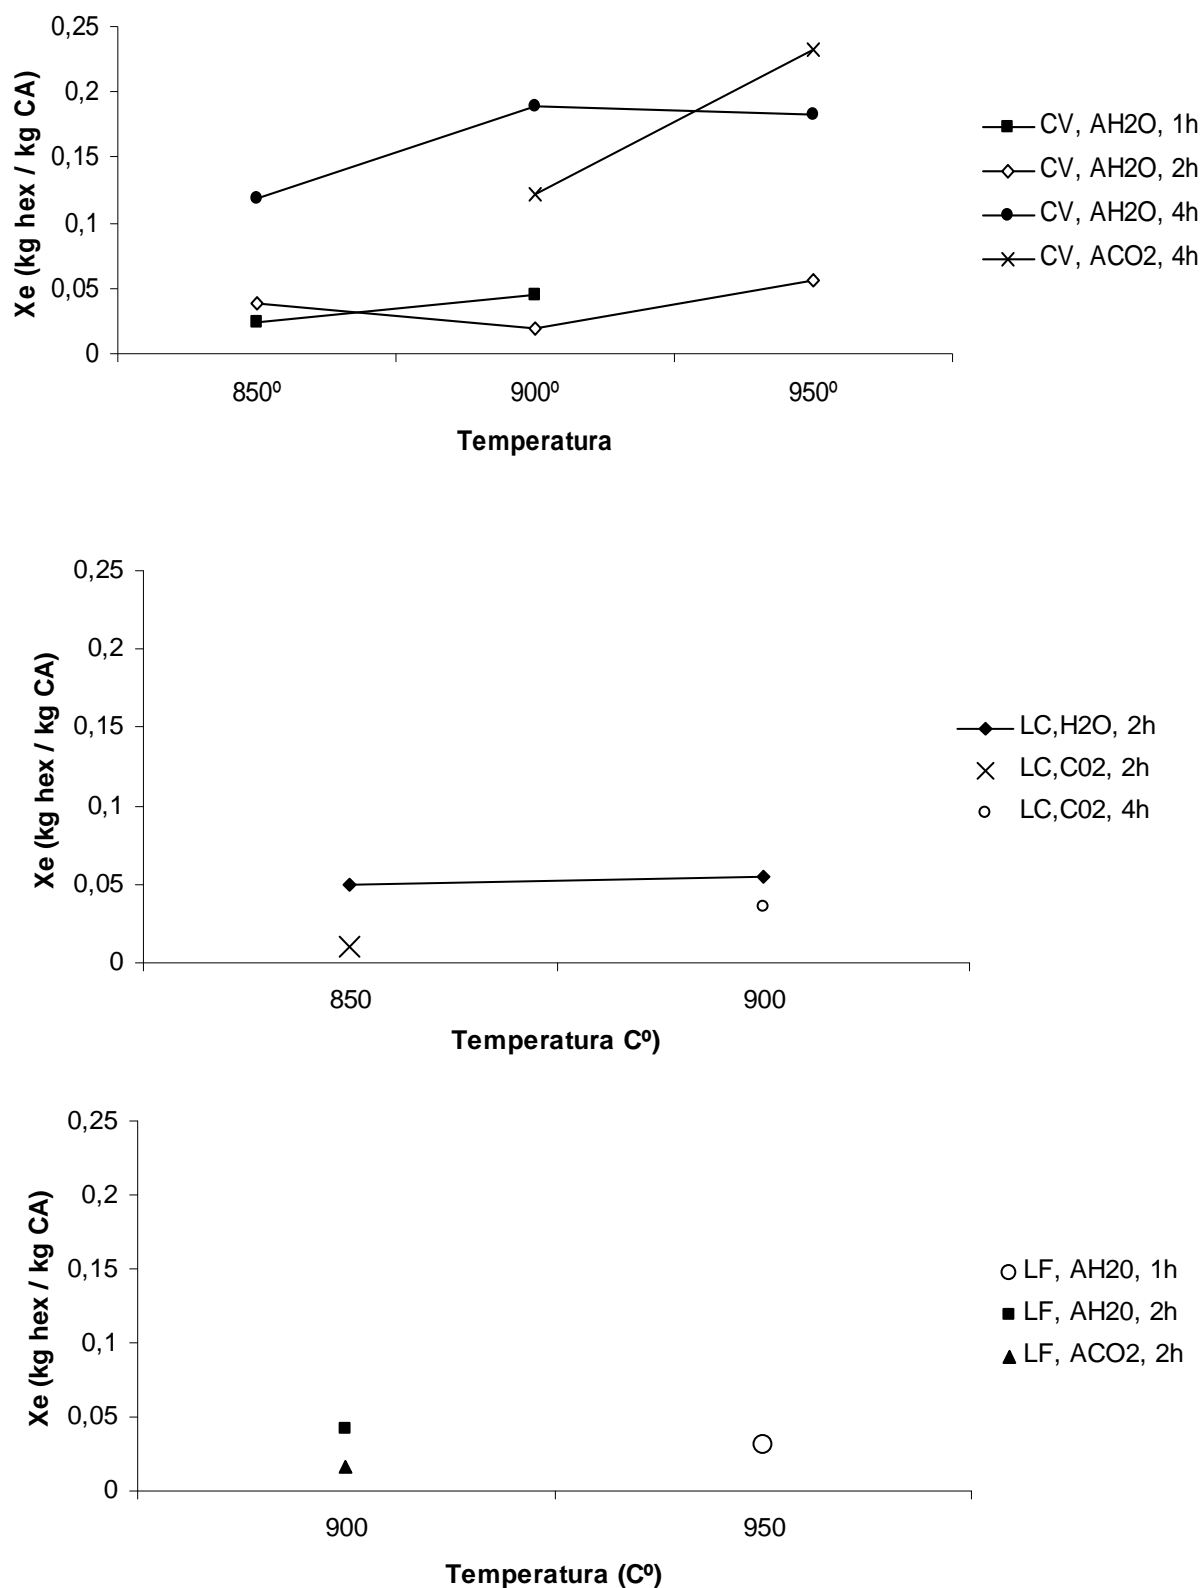 0,25
0,2
0,15
0,1
0,05
0
Xe (kg hex / kg CA)
850º
900º
950º
Temperatura
CV, AH2O, 1h
CV, AH2O, 2h
CV, AH2O, 4h
CV, ACO2, 4h
0,25
0,2
0,15
0,1
0,05
0
Xe (kg hex / kg CA)
850
900
Temperatura Cº)
LC,H2O, 2h
LC,C02, 2h
LC,C02, 4h
0,25
0,2
0,15
0,1
0,05
0
Xe (kg hex / kg CA)
900
950
Temperatura (Cº)
LF, AH20, 1h
LF, AH20, 2h
LF, ACO2, 2h